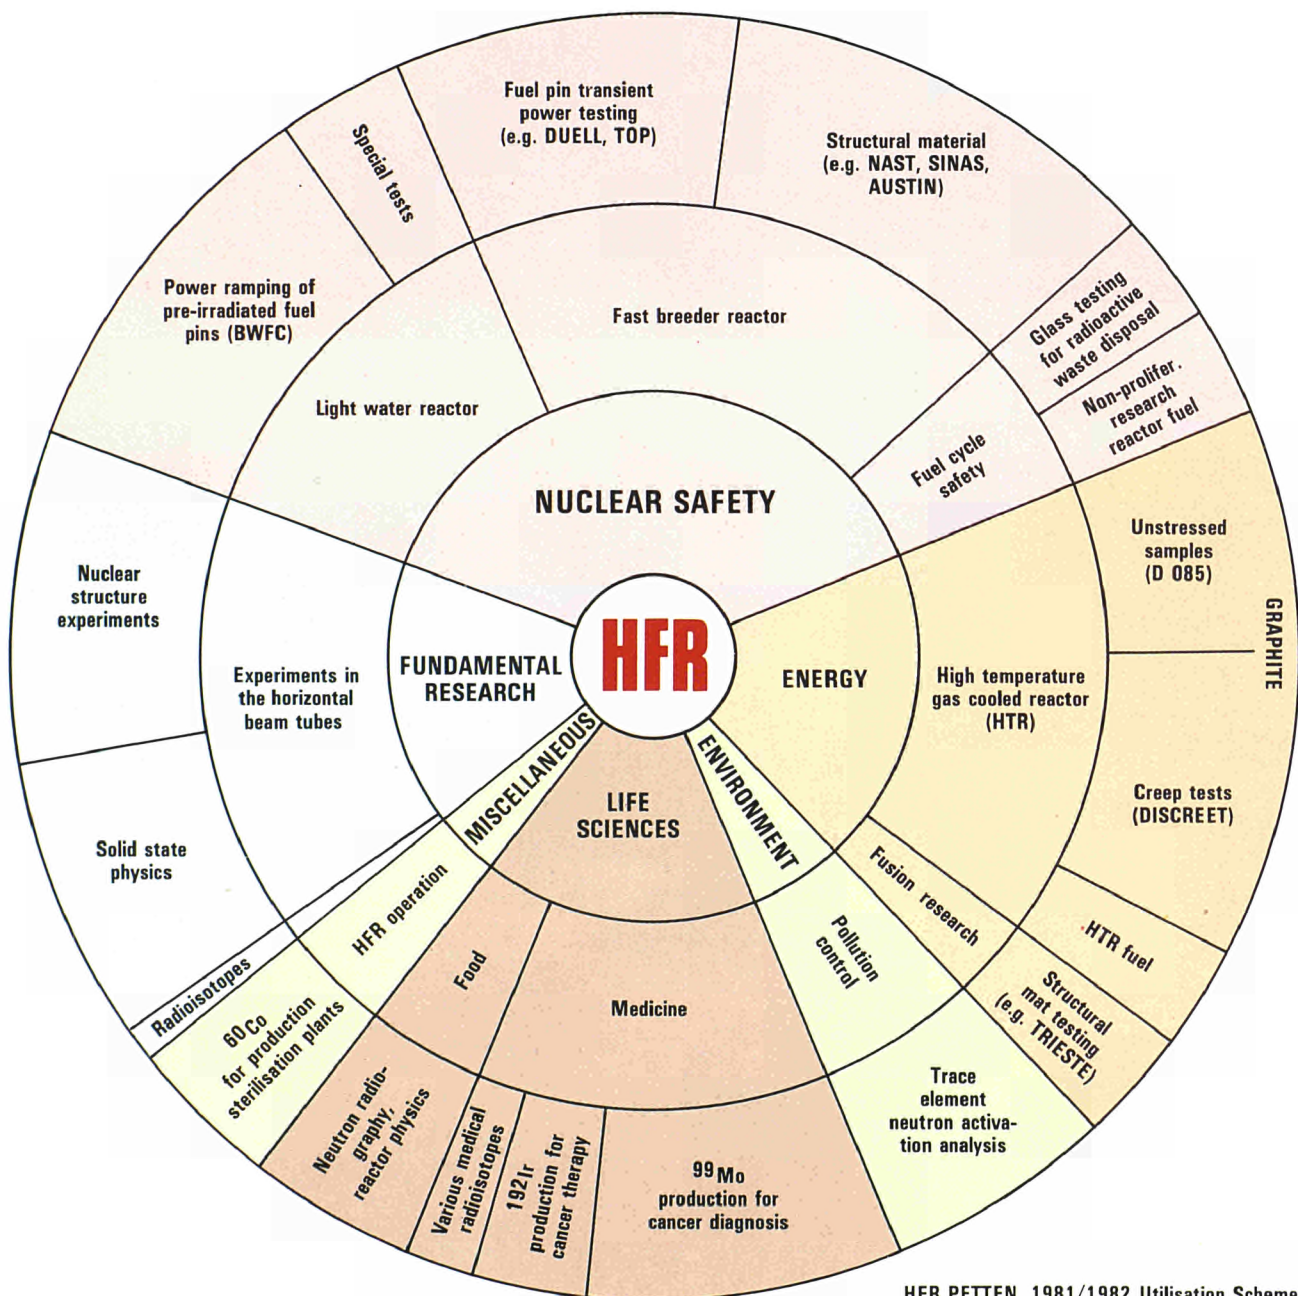 Fuel pin transient
power testing
(e.g. DUELL, TOP)
Structural material
(e.g. NAST, SINAS,
AUSTIN)
Special tests
Power ramping of
pre-irradiated fuel
pins (BWFC)
Fast breeder reactor
Light water reactor
Glass testing
for radioactive
waste disposal
Non-prolifer.
research
reactor fuel
Fuel cycle
safety
NUCLEAR SAFETY
Unstressed
samples
(D 085)
GRAPHITE
Nuclear
structure
experiments
Experiments in
the horizontal
beam tubes
FUNDAMENTAL
RESEARCH
HFR
ENERGY
High temperature
gas cooled reactor
(HTR)
Creep tests
(DISCREET)
MISCELLANEOUS
LIFE
SCIENCES
ENVIRONMENT
Solid state
physics
HFR operation
Fusion research
HTR fuel
Radioisotopes
Food
Medicine
Pollution
control
Structural
mat testing
(e.g. TRIESTE)
60Co
for production
sterilisation plants
Neutron radio-
graphy,
reactor physics
Various medical
radioisotopes
192Ir
production for
cancer therapy
99Mo
production for
cancer diagnosis
Trace
element
neutron activa-
tion analysis
HFR PETTEN 1981/1982 Utilisation Scheme